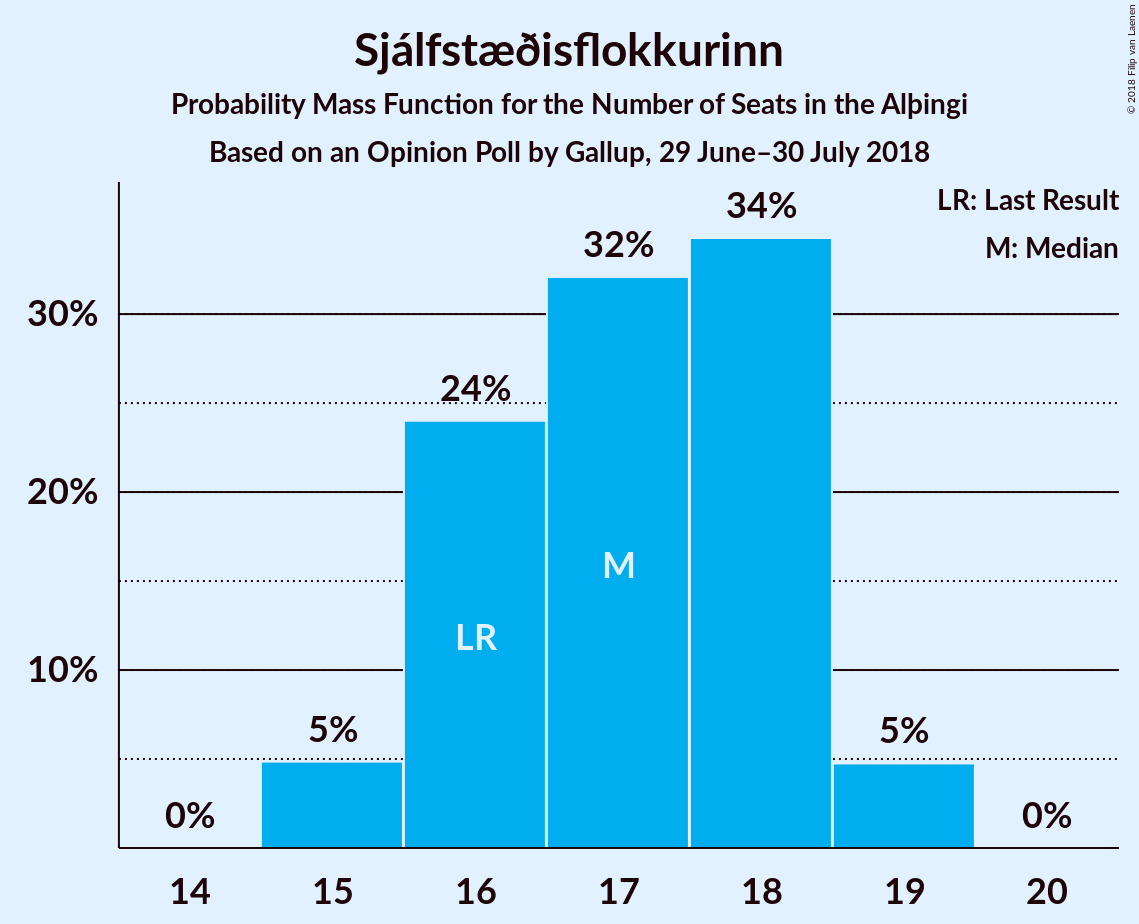 Sjálfstæðisflokkurinn
Probability Mass Function for the Number of Seats in the Alþingi
Based on an Opinion Poll by Gallup, 29 June–30 July 2018
© 2018 Filip van Laenen
LR: Last Result
M: Median
30%
20%
10%
0%
5%
24%
32%
34%
5%
0%
LR
M
14
15
16
17
18
19
20